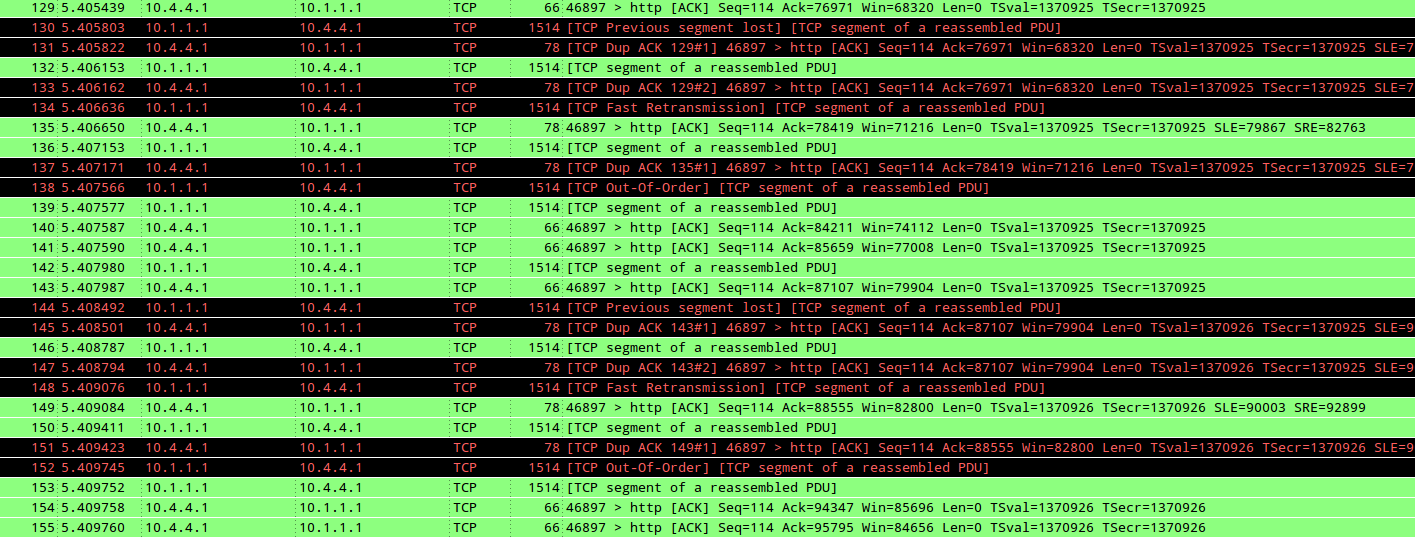 129 5.405439 10.4.4.1 10.1.1.1 TCP 66 46897 > http [ACK] Seq=114 Ack=76971 Win=68320 Len=0 TSval=1370925 TSecr=1370925
130 5.405803 10.1.1.1 10.4.4.1 TCP 1514 [TCP Previous segment lost] [TCP segment of a reassembled PDU]
131 5.405822 10.4.4.1 10.1.1.1 TCP 78 [TCP Dup ACK 129#1] 46897 > http [ACK] Seq=114 Ack=76971 Win=68320 Len=0 TSval=1370925 TSecr=1370925 SLE=7
132 5.406153 10.1.1.1 10.4.4.1 TCP 1514 [TCP segment of a reassembled PDU]
133 5.406162 10.4.4.1 10.1.1.1 TCP 78 [TCP Dup ACK 129#2] 46897 > http [ACK] Seq=114 Ack=76971 Win=68320 Len=0 TSval=1370925 TSecr=1370925 SLE=7
134 5.406636 10.1.1.1 10.4.4.1 TCP 1514 [TCP Fast Retransmission] [TCP segment of a reassembled PDU]
135 5.406650 10.4.4.1 10.1.1.1 TCP 78 46897 > http [ACK] Seq=114 Ack=78419 Win=71216 Len=0 TSval=1370925 TSecr=1370925 SLE=79867 SRE=82763
136 5.407153 10.1.1.1 10.4.4.1 TCP 1514 [TCP segment of a reassembled PDU]
137 5.407171 10.4.4.1 10.1.1.1 TCP 78 [TCP Dup ACK 135#1] 46897 > http [ACK] Seq=114 Ack=78419 Win=71216 Len=0 TSval=1370925 TSecr=1370925 SLE=7
138 5.407566 10.1.1.1 10.4.4.1 TCP 1514 [TCP Out-Of-Order] [TCP segment of a reassembled PDU]
139 5.407577 10.1.1.1 10.4.4.1 TCP 1514 [TCP segment of a reassembled PDU]
140 5.407587 10.4.4.1 10.1.1.1 TCP 66 46897 > http [ACK] Seq=114 Ack=84211 Win=74112 Len=0 TSval=1370925 TSecr=1370925
141 5.407590 10.4.4.1 10.1.1.1 TCP 66 46897 > http [ACK] Seq=114 Ack=85659 Win=77008 Len=0 TSval=1370925 TSecr=1370925
142 5.407980 10.1.1.1 10.4.4.1 TCP 1514 [TCP segment of a reassembled PDU]
143 5.407987 10.4.4.1 10.1.1.1 TCP 66 46897 > http [ACK] Seq=114 Ack=87107 Win=79904 Len=0 TSval=1370925 TSecr=1370925
144 5.408492 10.1.1.1 10.4.4.1 TCP 1514 [TCP Previous segment lost] [TCP segment of a reassembled PDU]
145 5.408501 10.4.4.1 10.1.1.1 TCP 78 [TCP Dup ACK 143#1] 46897 > http [ACK] Seq=114 Ack=87107 Win=79904 Len=0 TSval=1370926 TSecr=1370925 SLE=9
146 5.408787 10.1.1.1 10.4.4.1 TCP 1514 [TCP segment of a reassembled PDU]
147 5.408794 10.4.4.1 10.1.1.1 TCP 78 [TCP Dup ACK 143#2] 46897 > http [ACK] Seq=114 Ack=87107 Win=79904 Len=0 TSval=1370926 TSecr=1370925 SLE=9
148 5.409076 10.1.1.1 10.4.4.1 TCP 1514 [TCP Fast Retransmission] [TCP segment of a reassembled PDU]
149 5.409084 10.4.4.1 10.1.1.1 TCP 78 46897 > http [ACK] Seq=114 Ack=88555 Win=82800 Len=0 TSval=1370926 TSecr=1370926 SLE=90003 SRE=92899
150 5.409411 10.1.1.1 10.4.4.1 TCP 1514 [TCP segment of a reassembled PDU]
151 5.409423 10.4.4.1 10.1.1.1 TCP 78 [TCP Dup ACK 149#1] 46897 > http [ACK] Seq=114 Ack=88555 Win=82800 Len=0 TSval=1370926 TSecr=1370926 SLE=9
152 5.409745 10.1.1.1 10.4.4.1 TCP 1514 [TCP Out-Of-Order] [TCP segment of a reassembled PDU]
153 5.409752 10.1.1.1 10.4.4.1 TCP 1514 [TCP segment of a reassembled PDU]
154 5.409758 10.4.4.1 10.1.1.1 TCP 66 46897 > http [ACK] Seq=114 Ack=94347 Win=85696 Len=0 TSval=1370926 TSecr=1370926
155 5.409760 10.4.4.1 10.1.1.1 TCP 66 46897 > http [ACK] Seq=114 Ack=95795 Win=84656 Len=0 TSval=1370926 TSecr=1370926